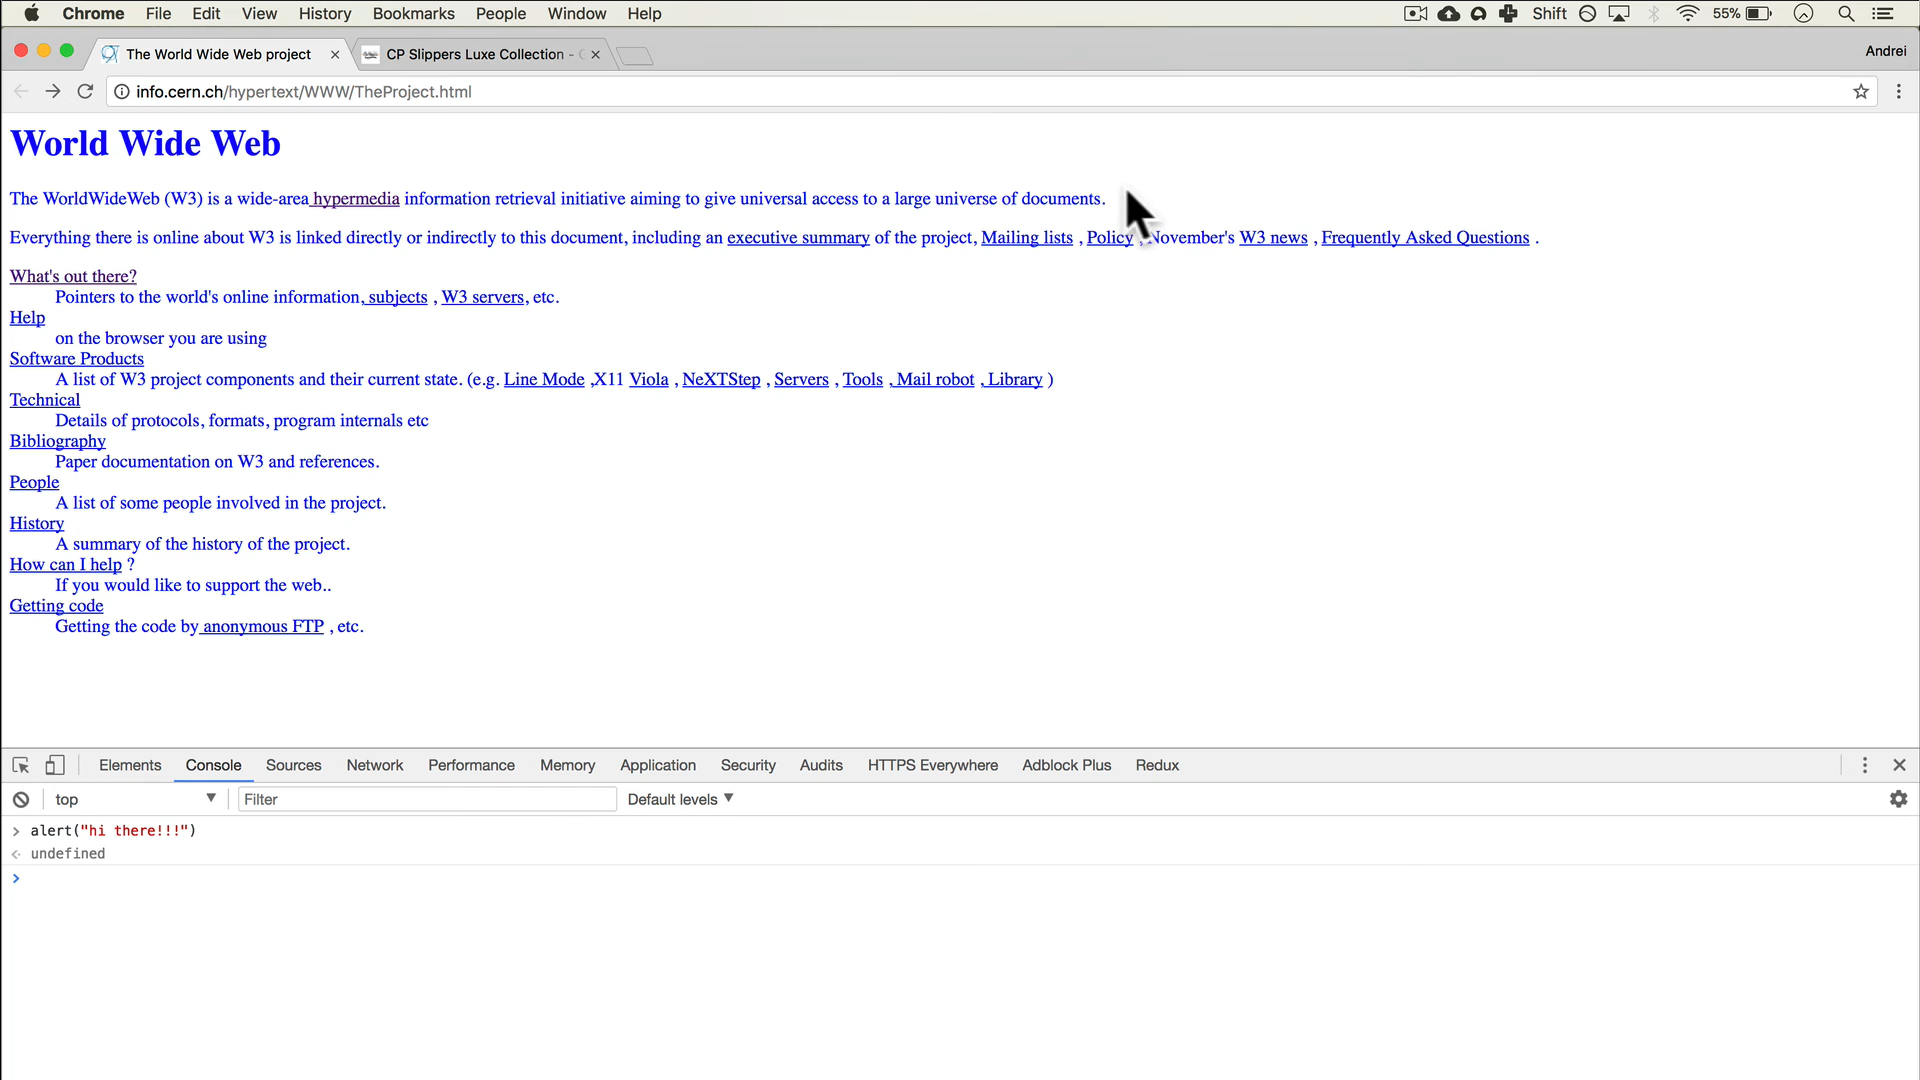 Chrome File Edit View History Bookmarks People Window Help Shift 55%
The World Wide Web project CP Slippers Luxe Collection - Andrei
info.cern.ch/hypertext/WWW/TheProject.html
World Wide Web
The WorldWideWeb (W3) is a wide-area hypermedia information retrieval initiative aiming to give universal access to a large universe of documents.
Everything there is online about W3 is linked directly or indirectly to this document, including an executive summary of the project, Mailing lists , Policy , November's W3 news , Frequently Asked Questions .
What's out there?
Pointers to the world's online information, subjects , W3 servers, etc.
Help
on the browser you are using
Software Products
A list of W3 project components and their current state. (e.g. Line Mode ,X11 Viola , NeXTStep , Servers , Tools , Mail robot , Library )
Technical
Details of protocols, formats, program internals etc
Bibliography
Paper documentation on W3 and references.
People
A list of some people involved in the project.
History
A summary of the history of the project.
How can I help ?
If you would like to support the web..
Getting code
Getting the code by anonymous FTP , etc.
Elements Console Sources Network Performance Memory Application Security Audits HTTPS Everywhere Adblock Plus Redux
top Filter Default levels
> alert("hi there!!!")
undefined
>